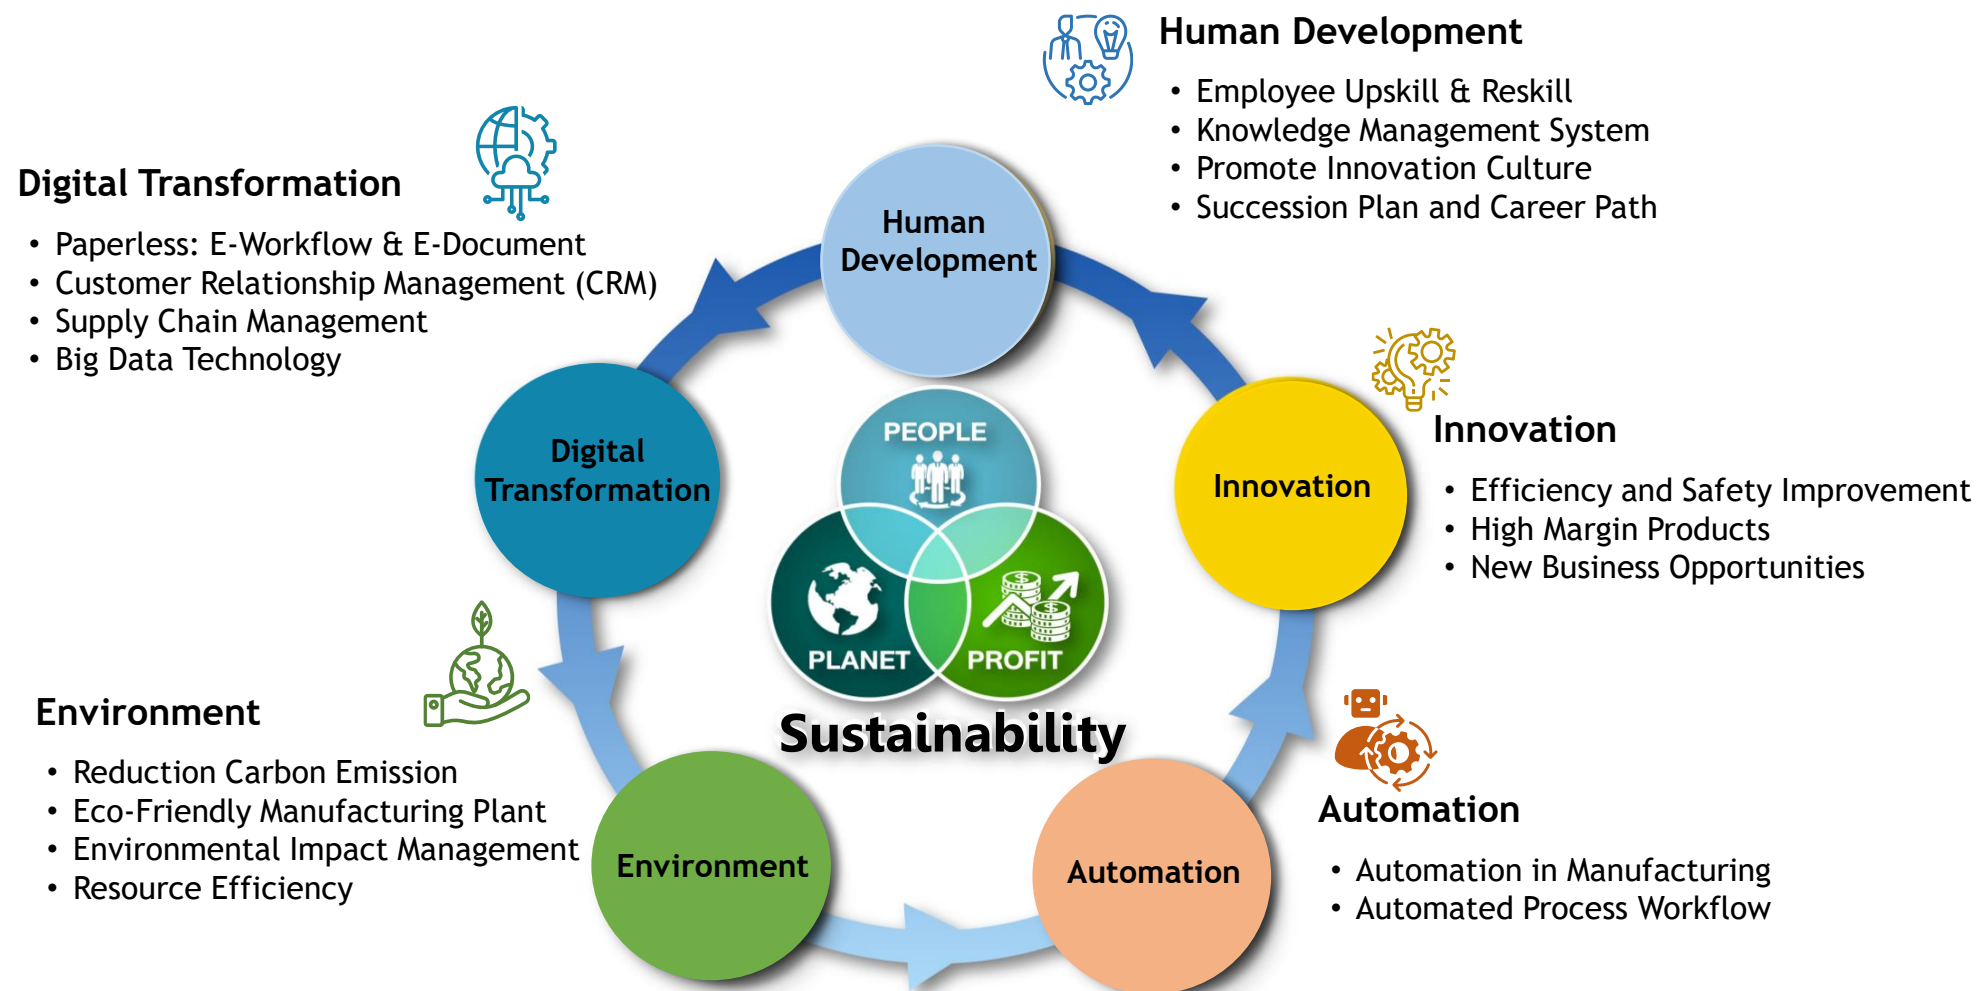 Human Development
• Employee Upskill & Reskill
• Knowledge Management System
• Promote Innovation Culture
• Succession Plan and Career Path
Digital Transformation
• Paperless: E-Workflow & E-Document
• Customer Relationship Management (CRM)
• Supply Chain Management
• Big Data Technology
Human
Development
Digital
Transformation
PEOPLE
PLANET
PROFIT
Sustainability
Innovation
Innovation
• Efficiency and Safety Improvement
• High Margin Products
• New Business Opportunities
Environment
• Reduction Carbon Emission
• Eco-Friendly Manufacturing Plant
• Environmental Impact Management
• Resource Efficiency
Environment
Automation
Automation
• Automation in Manufacturing
• Automated Process Workflow